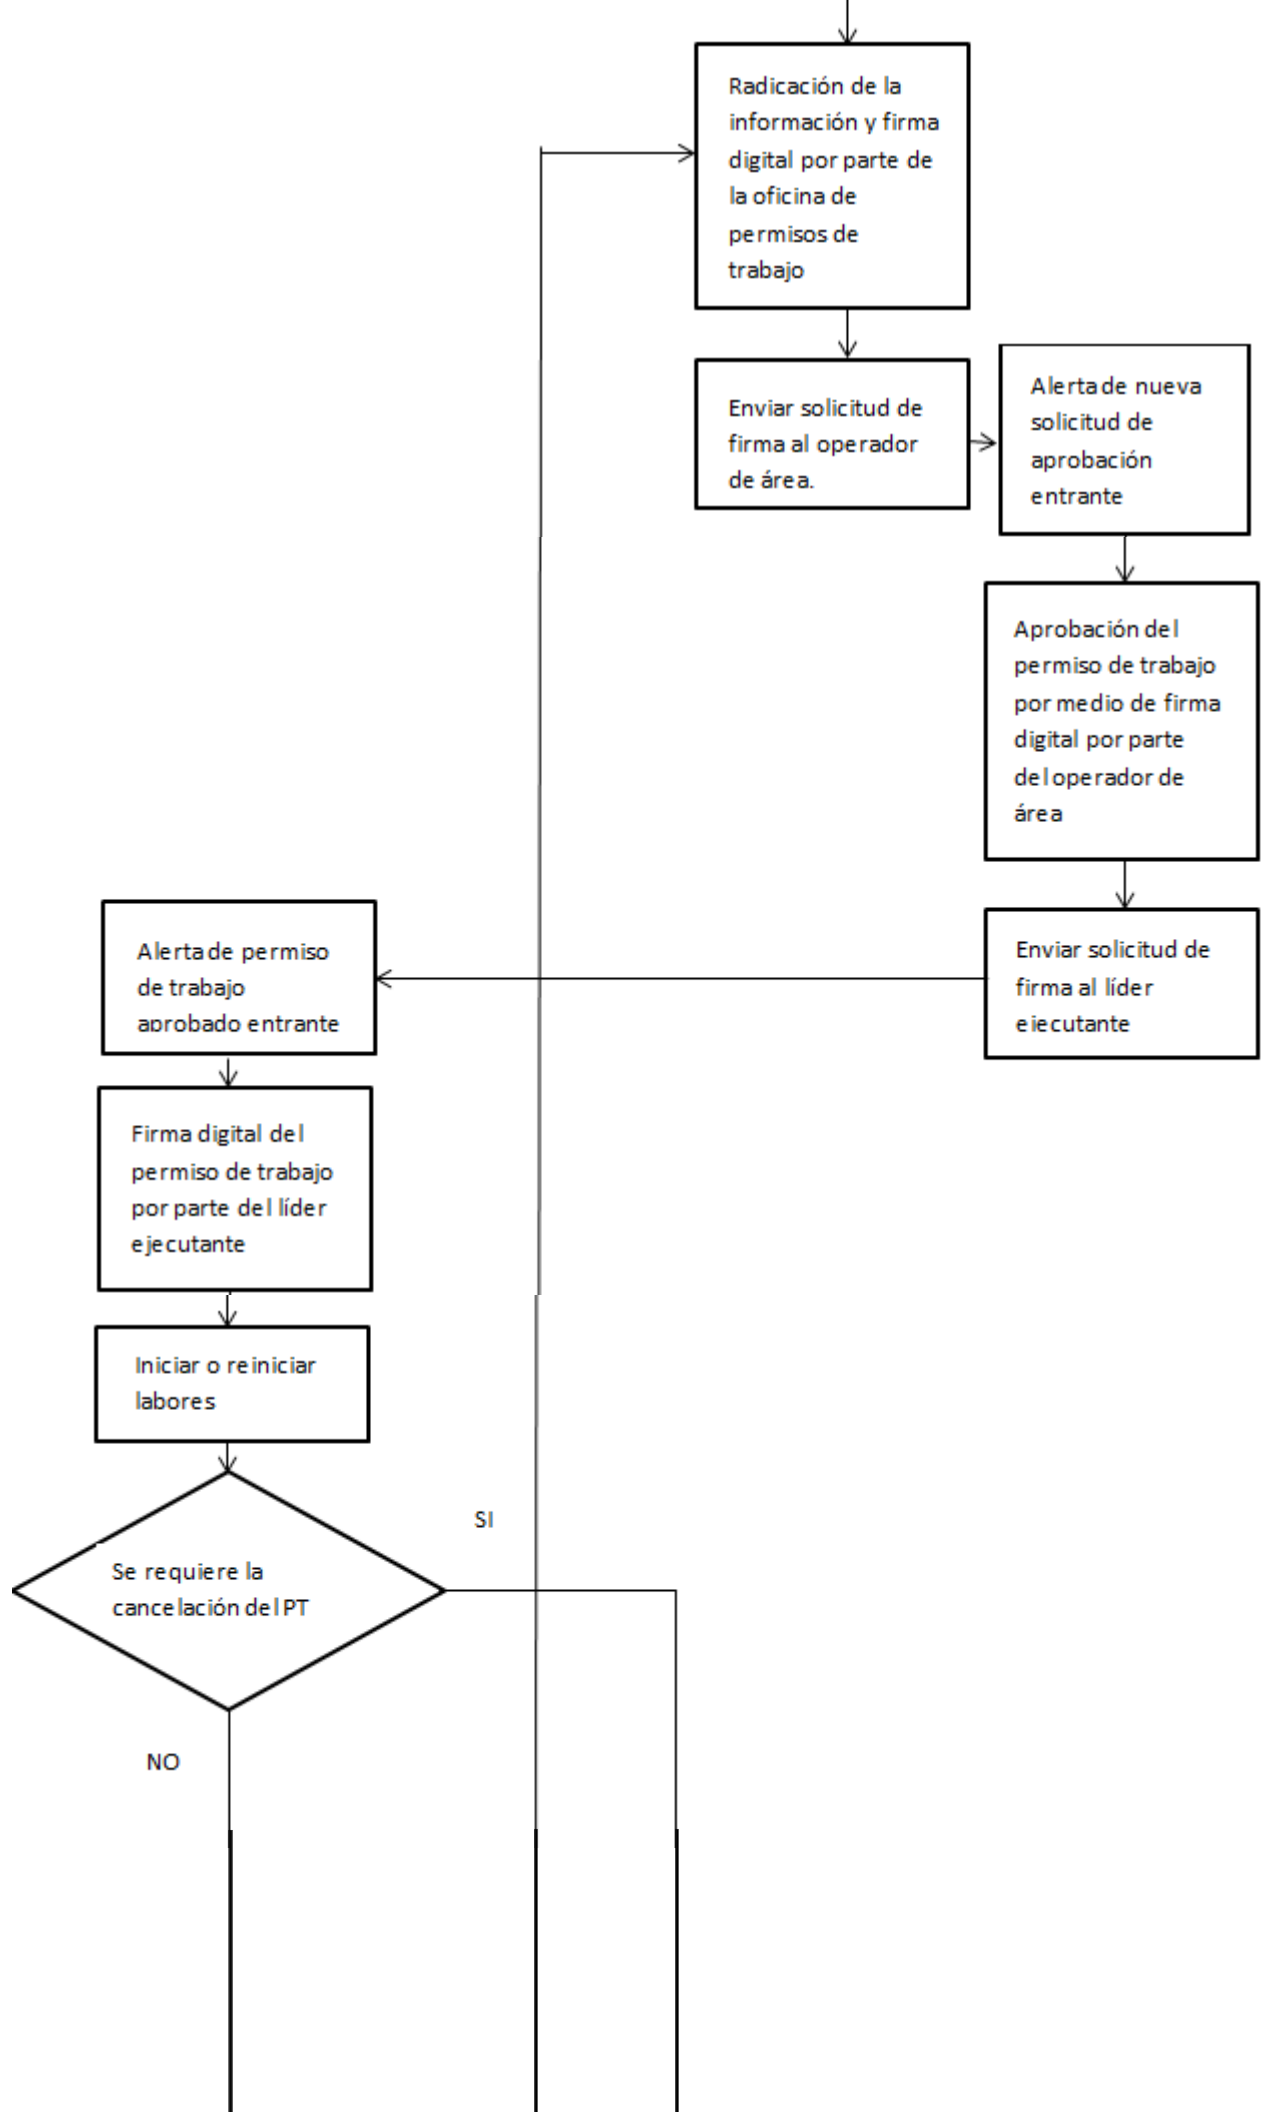 Radicación de la
información y firma
digital por parte de
la oficina de
permisos de
trabajo
Enviar solicitud de
firma al operador
de área.
Alerta de nueva
solicitud de
aprobación
entrante
Aprobación del
permiso de trabajo
por medio de firma
digital por parte
del operador de
área
Enviar solicitud de
firma al líder
ejecutante
Alerta de permiso
de trabajo
aprobado entrante
Firma digital del
permiso de trabajo
por parte del líder
ejecutante
Iniciar o reiniciar
labores
SI
Se requiere la
cancelación del PT
NO